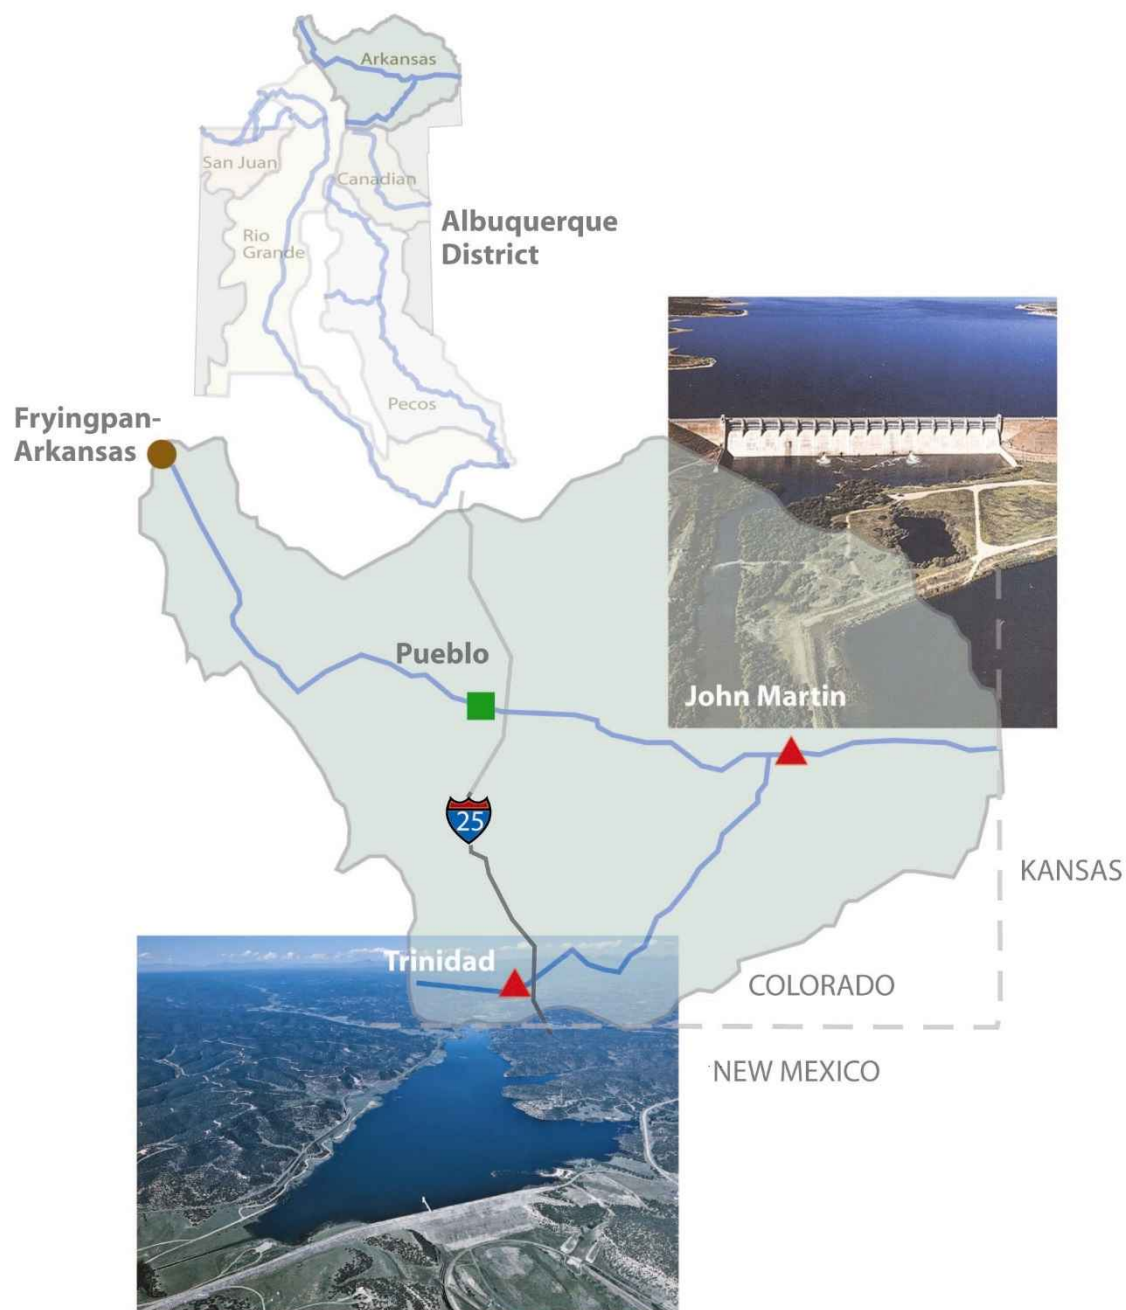 Arkansas
San Juan
Canadian
Albuquerque
District
Rio
Grande
Pecos
Fryingpan-
Arkansas
Pueblo
John Martin
25
KANSAS
Trinidad
COLORADO
NEW MEXICO